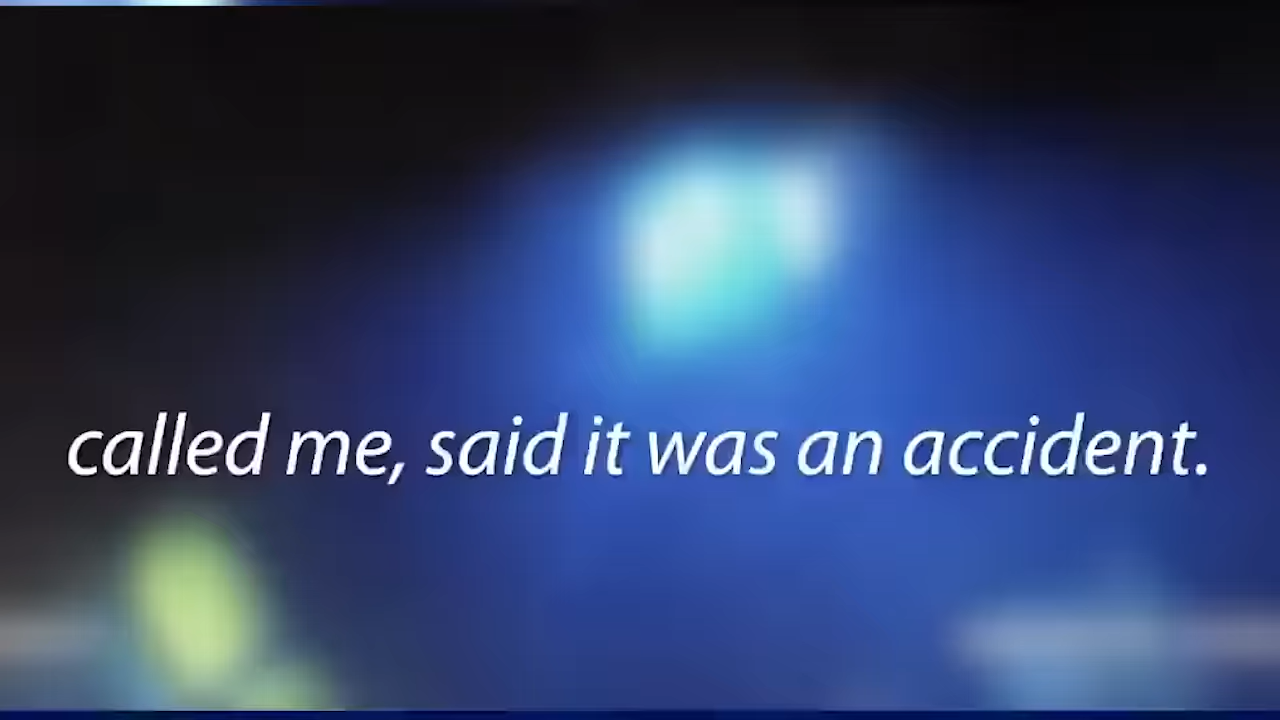 called me, said it was an accident.